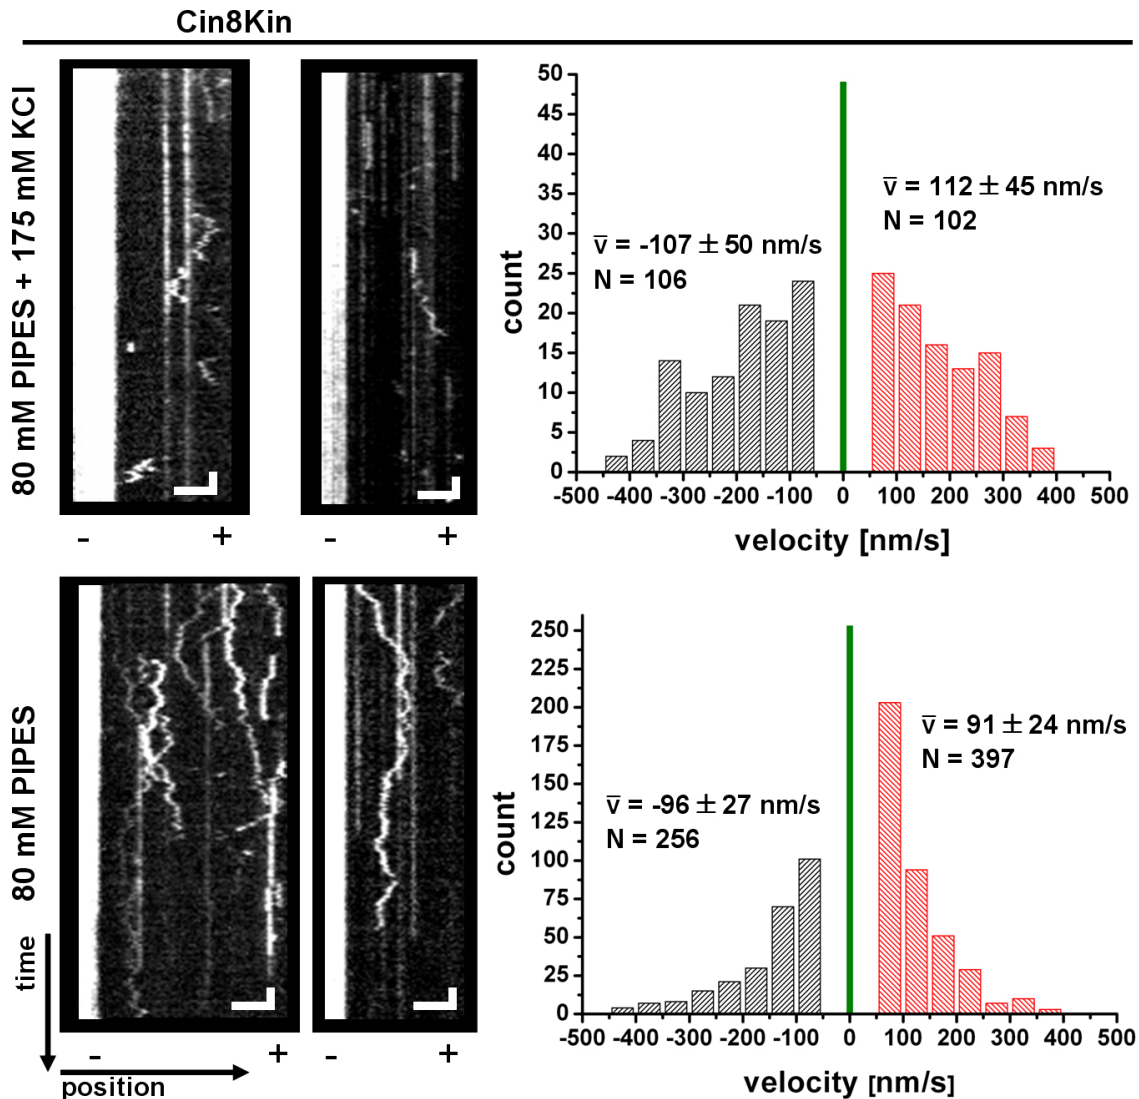 Cin8Kin
80 mM PIPES + 175 mM KCl
- +
- +
50
45
40
35
30
25
20
15
10
5
0
count
v̅ = -107 ± 50 nm/s
N = 106
v̅ = 112 ± 45 nm/s
N = 102
-500 -400 -300 -200 -100 0 100 200 300 400 500
velocity [nm/s]
80 mM PIPES
time
- +
- +
position
250
225
200
175
150
125
100
75
50
25
0
count
v̅ = -96 ± 27 nm/s
N = 256
v̅ = 91 ± 24 nm/s
N = 397
-500 -400 -300 -200 -100 0 100 200 300 400 500
velocity [nm/s]